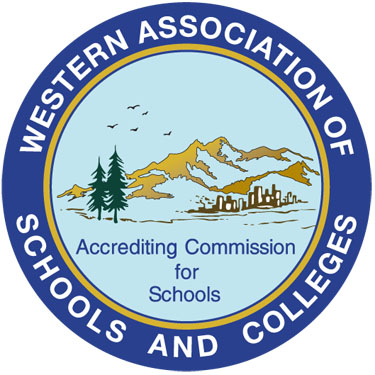 WESTERN ASSOCIATION OF
SCHOOLS AND COLLEGES
Accrediting Commission
for
Schools